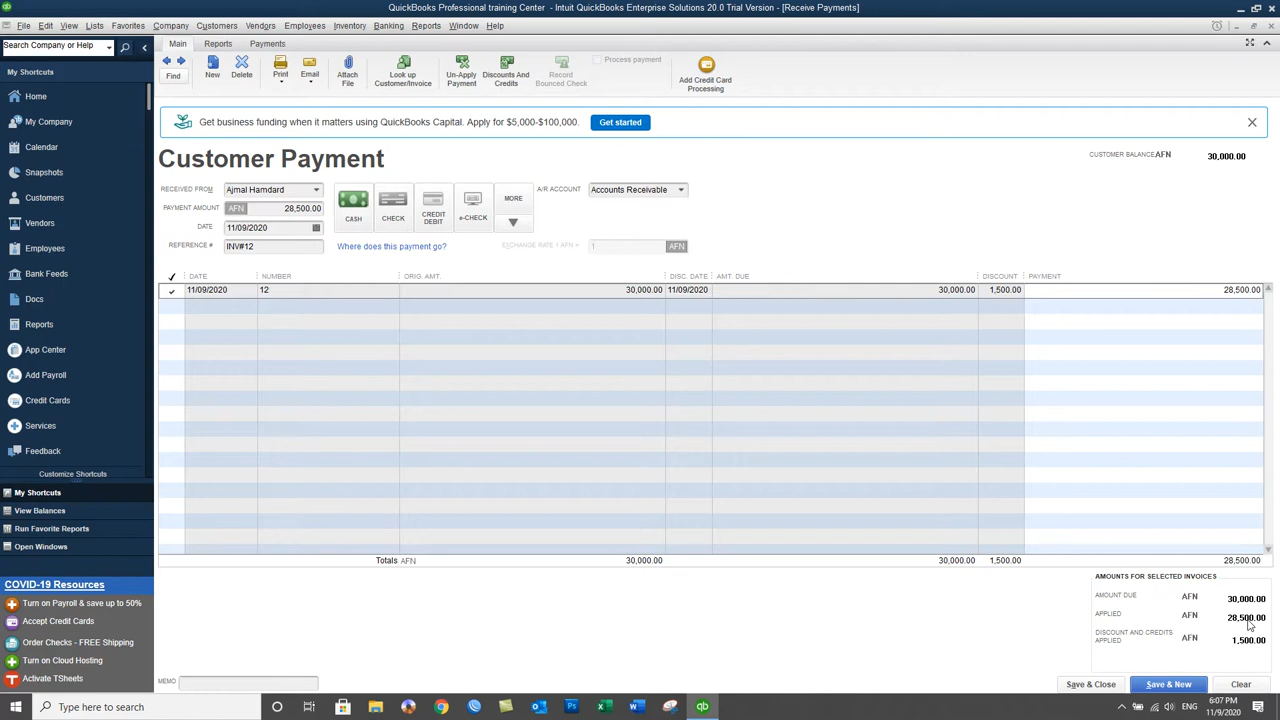 QuickBooks Professional training Center - Intuit QuickBooks Enterprise Solutions 20.0 Trial Version - [Receive Payments]
File Edit View Lists Favorites Company Customers Vendors Employees Inventory Banking Reports Window Help
Search Company or Help
My Shortcuts
Home
My Company
Calendar
Snapshots
Customers
Vendors
Employees
Bank Feeds
Docs
Reports
App Center
Add Payroll
Credit Cards
Services
Feedback
Customize Shortcuts
My Shortcuts
View Balances
Run Favorite Reports
Open Windows
COVID-19 Resources
Turn on Payroll & save up to 50%
Accept Credit Cards
Order Checks - FREE Shipping
Turn on Cloud Hosting
Activate TSheets
Main Reports Payments
Find New Delete Print Email Attach File Look up Customer/Invoice Un-Apply Payment Discounts And Credits Record Bounced Check Process payment Add Credit Card Processing
Get business funding when it matters using QuickBooks Capital. Apply for $5,000-$100,000. Get started
Customer Payment
CUSTOMER BALANCE AFN 30,000.00
RECEIVED FROM Ajmal Hamdard
PAYMENT AMOUNT AFN 28,500.00
DATE 11/09/2020
REFERENCE # INV#12
CASH CHECK CREDIT DEBIT e-CHECK MORE
A/R ACCOUNT Accounts Receivable
Where does this payment go?
EXCHANGE RATE 1 AFN = 1 AFN
DATE NUMBER ORIG. AMT. DISC. DATE AMT. DUE DISCOUNT PAYMENT
11/09/2020 12 30,000.00 11/09/2020 30,000.00 1,500.00 28,500.00
Totals AFN 30,000.00 30,000.00 1,500.00 28,500.00
AMOUNTS FOR SELECTED INVOICES
AMOUNT DUE AFN 30,000.00
APPLIED AFN 28,500.00
DISCOUNT AND CREDITS APPLIED AFN 1,500.00
MEMO
Save & Close Save & New Clear
Type here to search
ENG
6:07 PM
11/9/2020